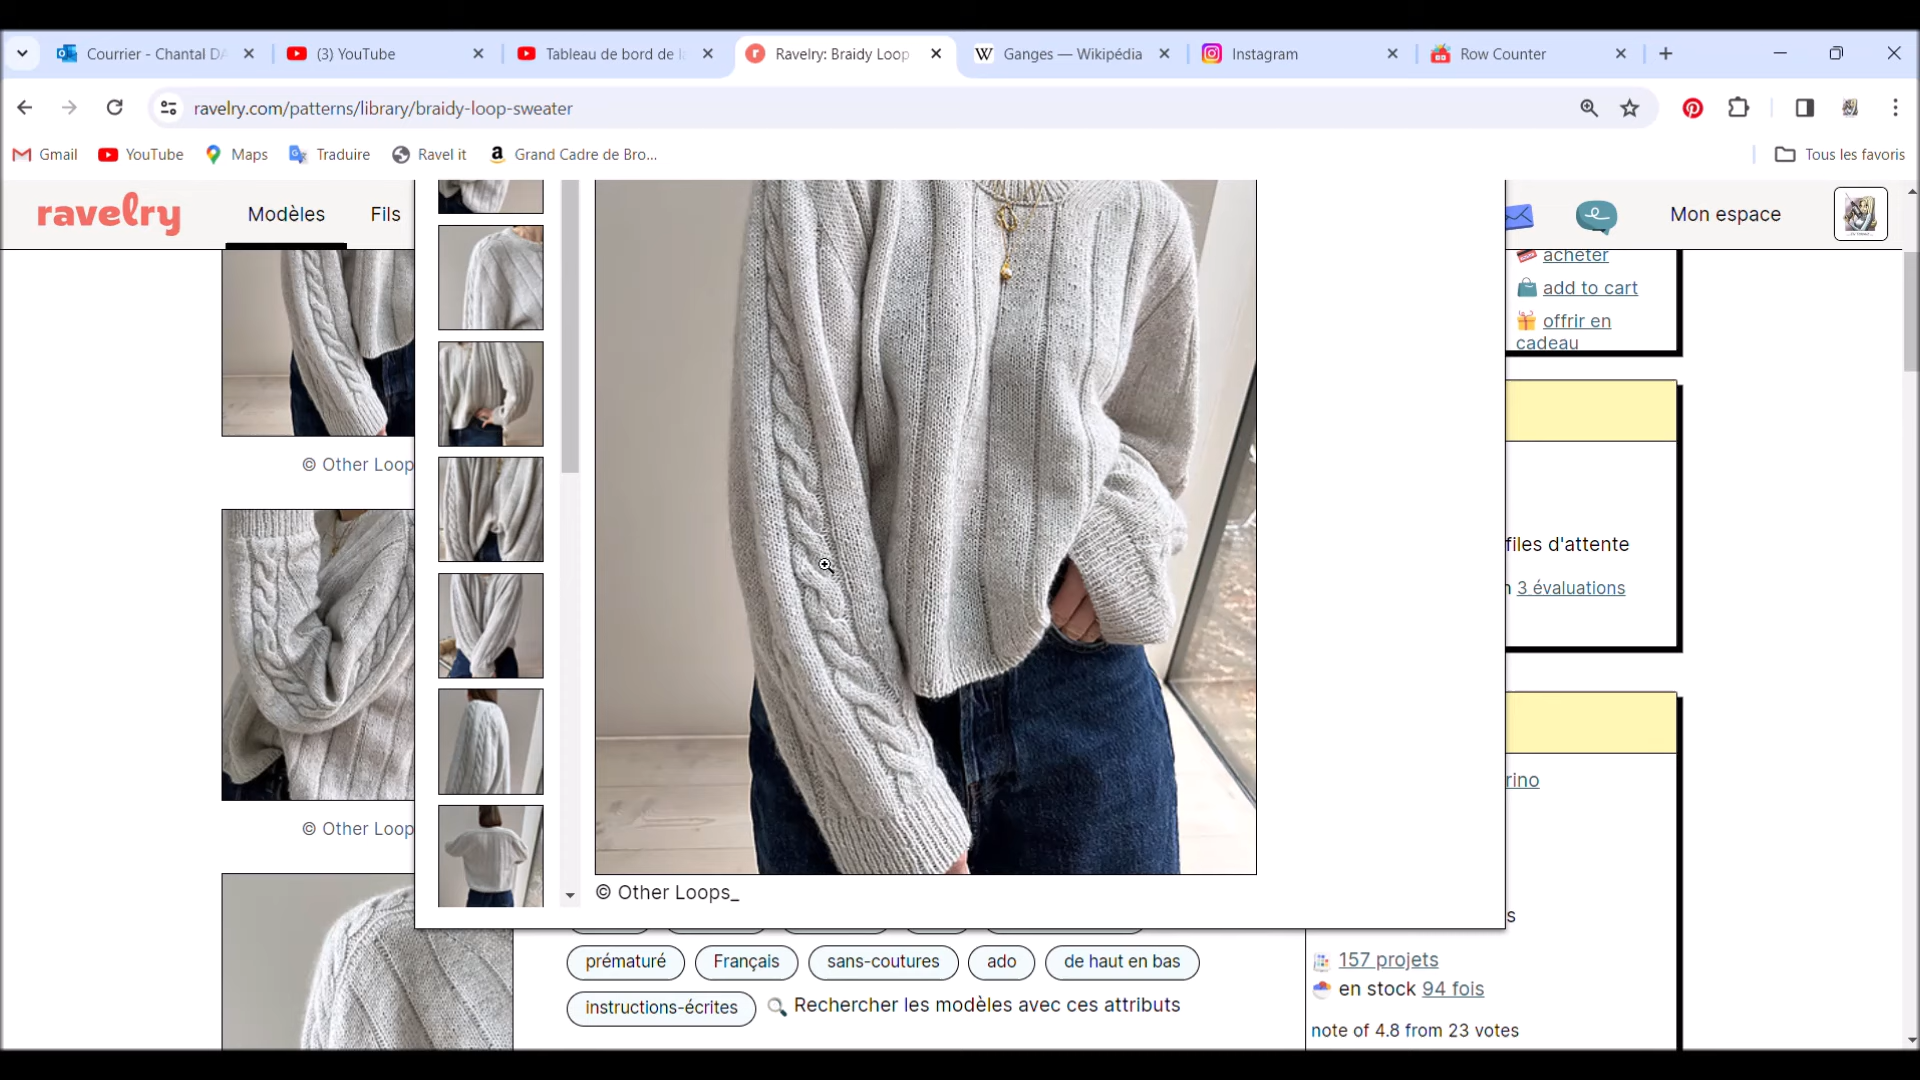 Courrier - Chantal DA
(3) YouTube
Tableau de bord de la
Ravelry: Braidy Loop
Ganges — Wikipédia
Instagram
Row Counter
ravelry.com/patterns/library/braidy-loop-sweater
Gmail
YouTube
Maps
Traduire
Ravel it
Grand Cadre de Bro...
Tous les favoris
ravelry
Modèles
Fils
Mon espace
acheter
add to cart
offrir en
cadeau
© Other Loop
files d'attente
3 évaluations
© Other Loop
rino
© Other Loops_
s
prématuré
Français
sans-coutures
ado
de haut en bas
instructions-écrites
Rechercher les modèles avec ces attributs
157 projets
en stock 94 fois
note of 4.8 from 23 votes